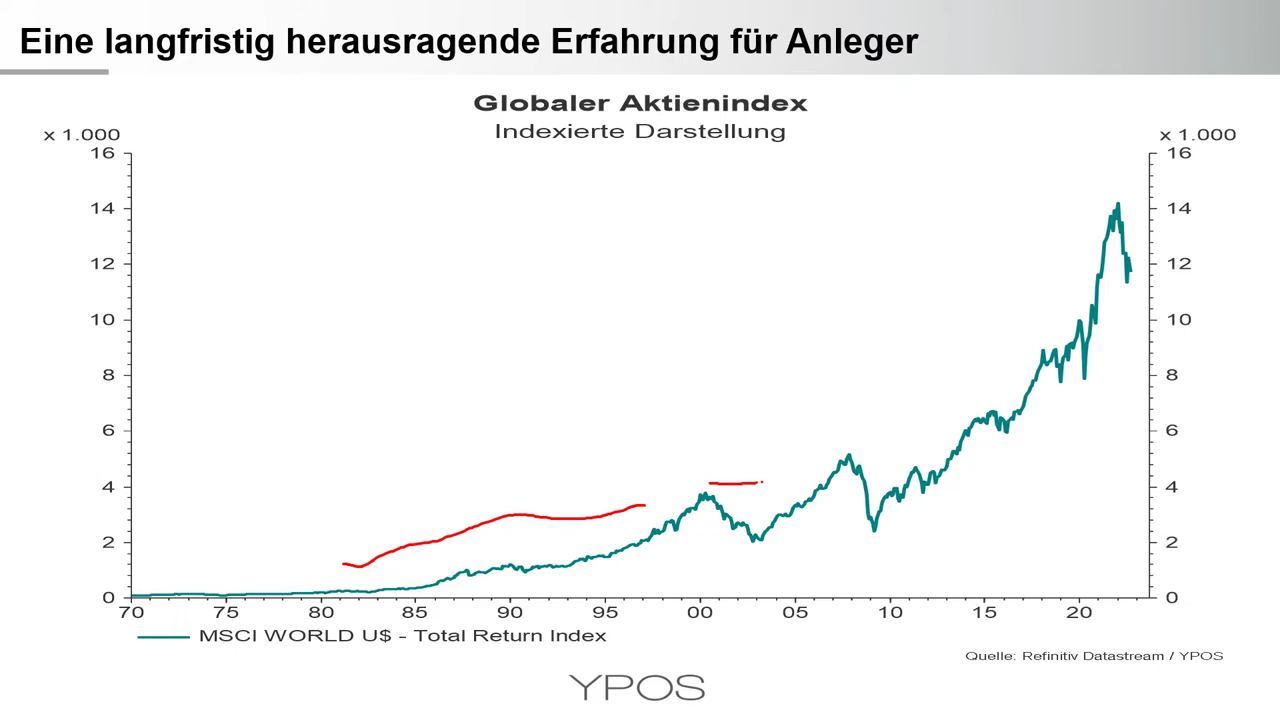 Eine langfristig herausragende Erfahrung für Anleger
Globaler Aktienindex
Indexierte Darstellung
x 1.000 x 1.000
16 16
14 14
12 12
10 10
8 8
6 6
4 4
2 2
0 0
70 75 80 85 90 95 00 05 10 15 20
MSCI WORLD U$ - Total Return Index
Quelle: Refinitiv Datastream / YPOS
YPOS